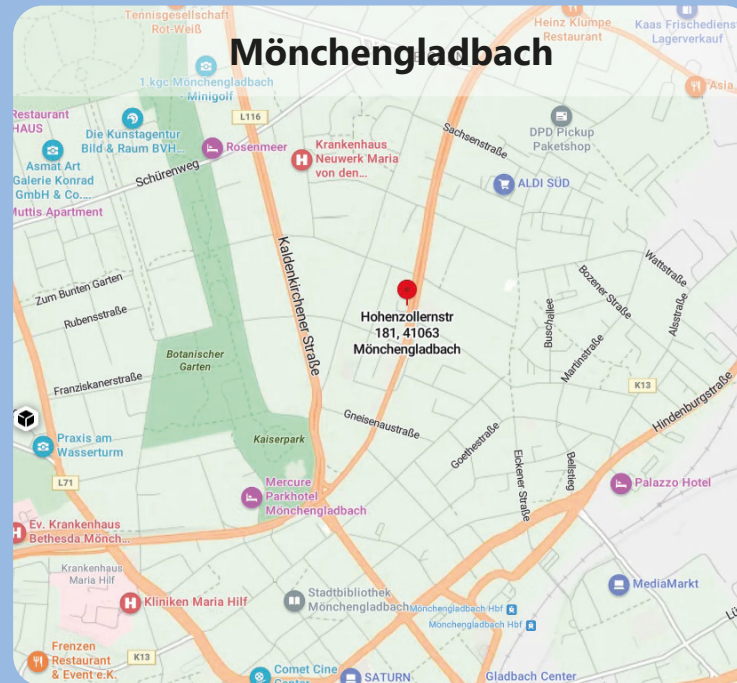 Tennisgesellschaft
Rot-Weiß
Heinz Klumpe
Restaurant
Kaas Frischedienst
Lagerverkauf
Mönchengladbach
1.kgc Mönchengladbach
- Minigolf
Asia
Restaurant
HAUS
Die Kunstagentur
Bild & Raum BVH...
L116
Sachsenstraße
DPD Pickup
Paketshop
Rosenmeer
Krankenhaus
Neuwerk Maria
von den...
Asmat Art
Galerie Konrad
GmbH & Co....
Schürenweg
ALDI SÜD
Muttis Apartment
Kaldenkirchener Straße
Wattstraße
Bozener Straße
Zum Bunten Garten
Alsstraße
Rubensstraße
Hohenzollernstr
181, 41063
Mönchengladbach
Buschallee
Martinstraße
Botanischer
Garten
Franziskanerstraße
K13
Hindenburgstraße
Gneisenaustraße
Goethestraße
Kaiserpark
Praxis am
Wasserturm
Eickener Straße
Bellstieg
L71
Mercure
Parkhotel
Mönchengladbach
Palazzo Hotel
Ev. Krankenhaus
Bethesda Mönch...
Krankenhaus
Maria Hilf
Kliniken Maria Hilf
Stadtbibliothek
Mönchengladbach
Mönchengladbach Hbf
Mönchengladbach Hbf
MediaMarkt
Frenzen
Restaurant
& Event e.K.
K13
Comet Cine
Center
SATURN
Gladbach Center